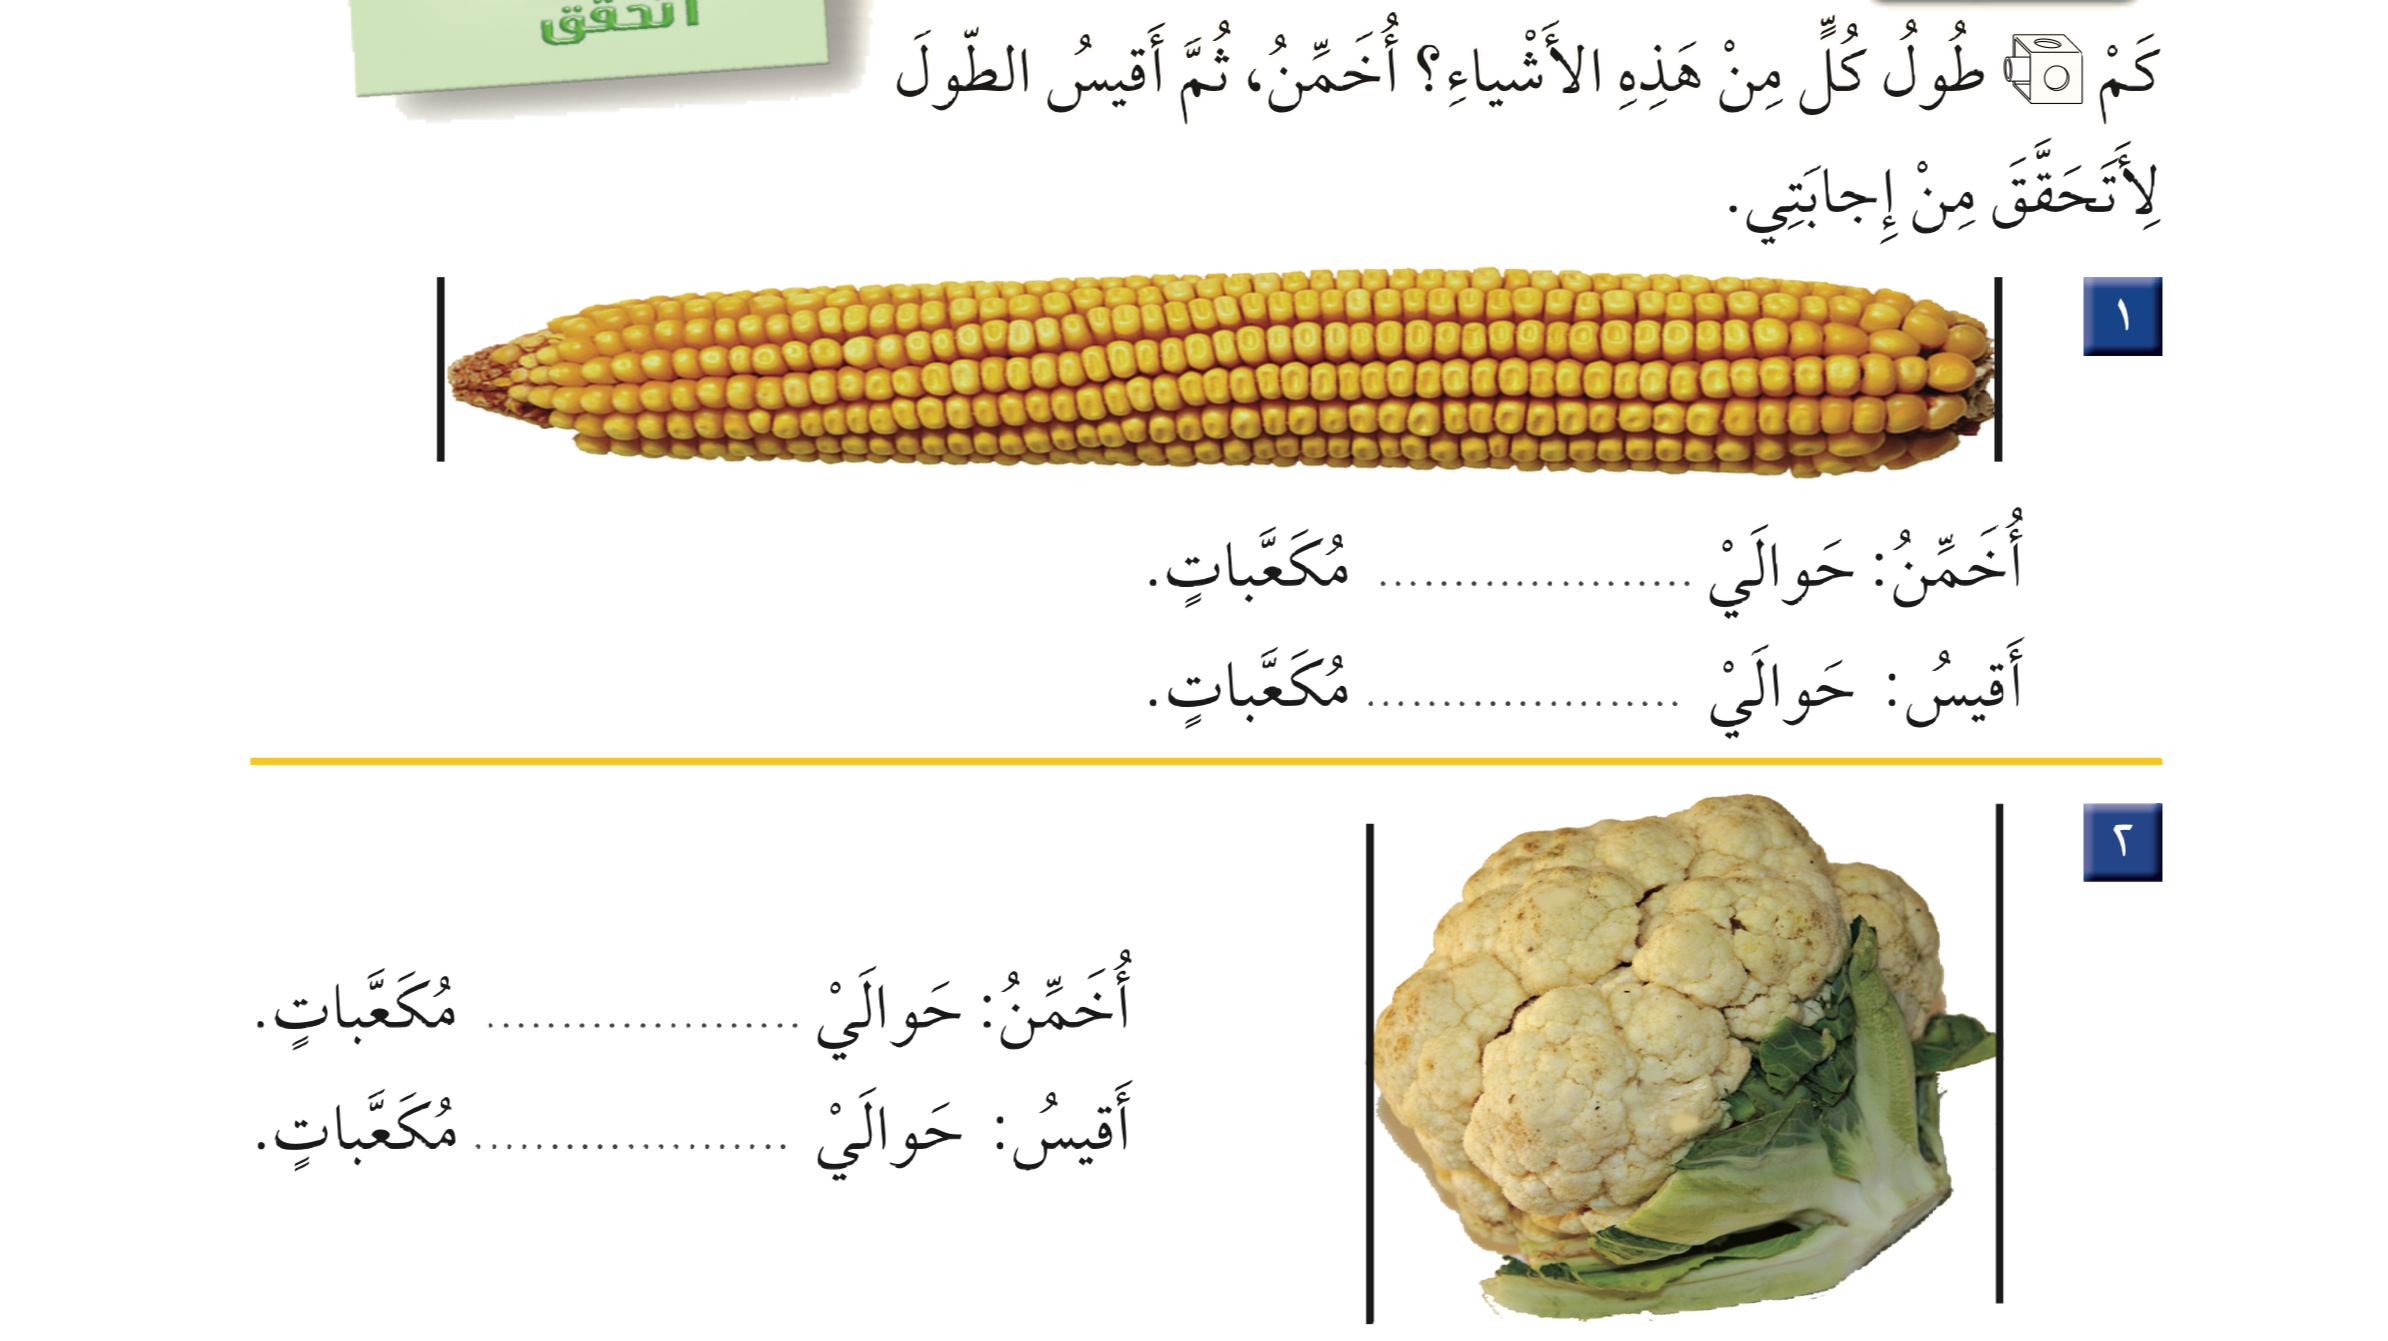 أتحقق
كَمْ طُولُ كُلٍّ مِنْ هَذِهِ الأَشْياءِ؟ أُخَمِّنُ، ثُمَّ أَقيسُ الطّولَ
لِأَتَحَقَّقَ مِنْ إِجابَتِي.
١
أُخَمِّنُ: حَوالَيْ ..................... مُكَعَّباتٍ.
أَقيسُ: حَوالَيْ ..................... مُكَعَّباتٍ.
٢
أُخَمِّنُ: حَوالَيْ ..................... مُكَعَّباتٍ.
أَقيسُ: حَوالَيْ ..................... مُكَعَّباتٍ.